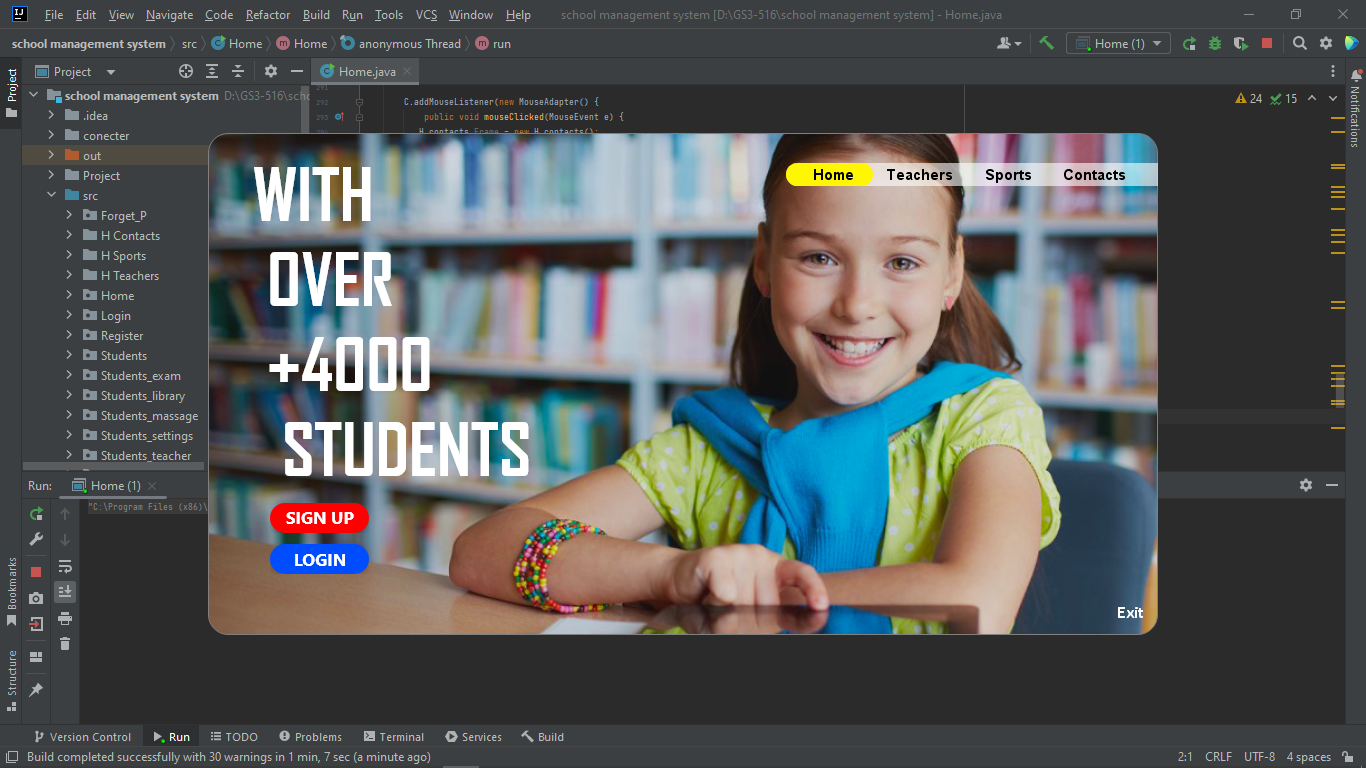 File Edit View Navigate Code Refactor Build Run Tools VCS Window Help school management system [D:\GS3-516\school management system] - Home.java
school management system src Home Home anonymous Thread run Home (1)
Project Home.java
school management system D:\GS3-516\scho
24 15
.idea
conecter
out
Project
src
Forget_P
H Contacts
H Sports
H Teachers
Home
Login
Register
Students
Students_exam
Students_library
Students_massage
Students_settings
Students_teacher
291
292 C.addMouseListener(new MouseAdapter() {
293 public void mouseClicked(MouseEvent e) {
H_contacts Frame = new H_contacts();
Home Teachers Sports Contacts
WITH
OVER
+4000
STUDENTS
SIGN UP
LOGIN
Exit
Run: Home (1)
"C:\Program Files (x86)\
Project
Bookmarks
Structure
Notifications
Version Control Run TODO Problems Terminal Services Build
Build completed successfully with 30 warnings in 1 min, 7 sec (a minute ago) 2:1 CRLF UTF-8 4 spaces